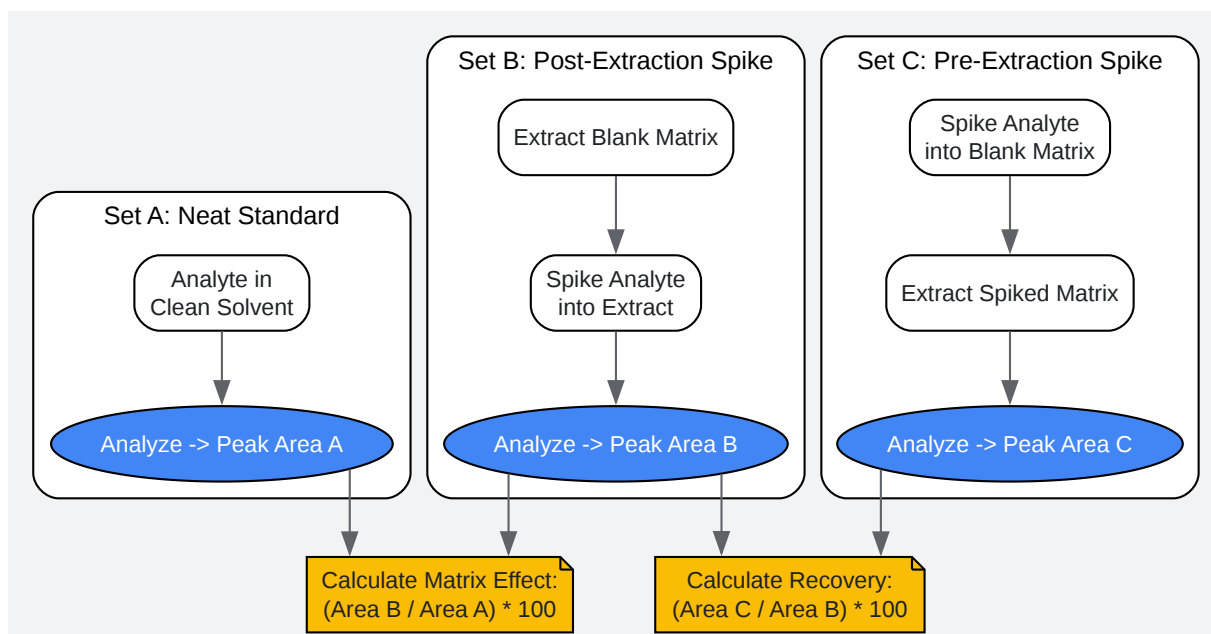 Set A: Neat Standard
Analyte in
Clean Solvent
Analyze -> Peak Area A
Set B: Post-Extraction Spike
Extract Blank Matrix
Spike Analyte
into Extract
Analyze -> Peak Area B
Set C: Pre-Extraction Spike
Spike Analyte
into Blank Matrix
Extract Spiked Matrix
Analyze -> Peak Area C
Calculate Matrix Effect:
(Area B / Area A) * 100
Calculate Recovery:
(Area C / Area B) * 100